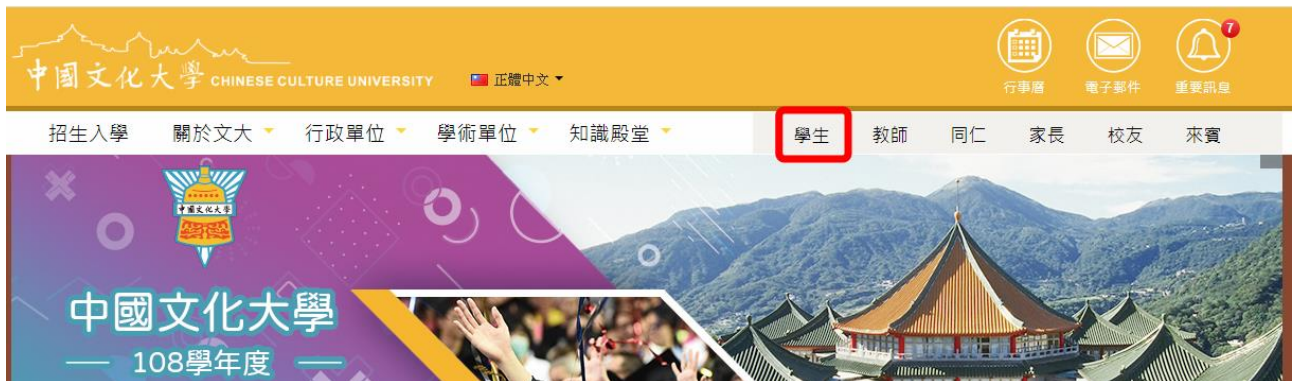 中國文化大學 CHINESE CULTURE UNIVERSITY
正體中文
7
行事曆
電子郵件
重要訊息
招生入學 關於文大 行政單位 學術單位 知識殿堂 學生 教師 同仁 家長 校友 來賓
中國文化大學
中國文化大學
108學年度